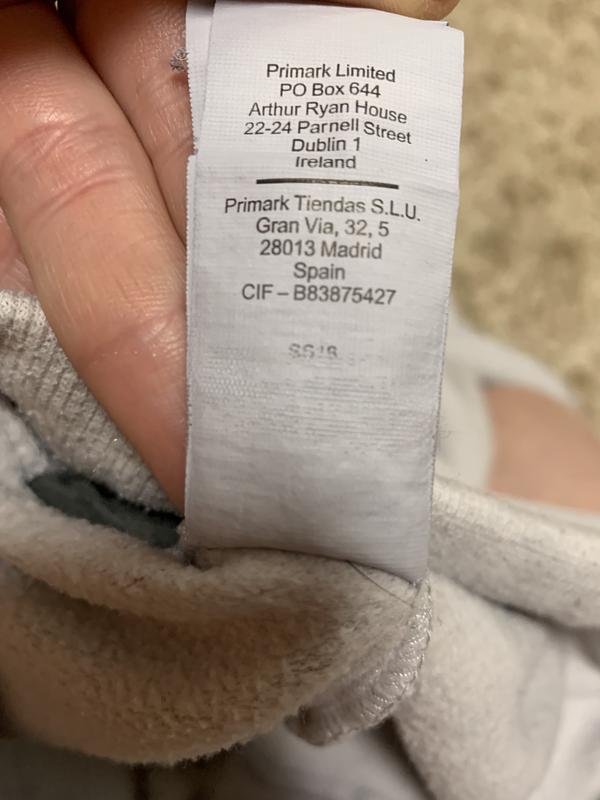 Primark Limited
PO Box 644
Arthur Ryan House
22-24 Parnell Street
Dublin 1
Ireland
Primark Tiendas S.L.U.
Gran Via, 32, 5
28013 Madrid
Spain
CIF – B83875427